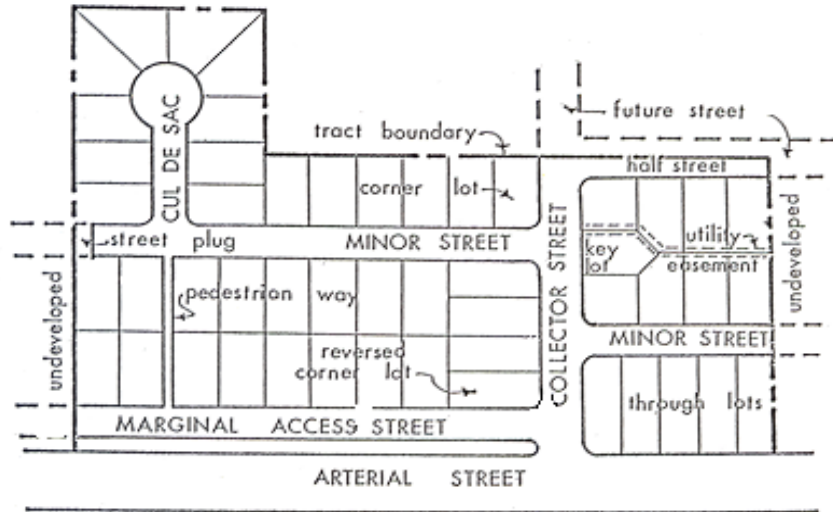 CUL DE SAC
future street
tract boundary
half street
corner lot
COLLECTOR STREET
undeveloped
street plug
MINOR STREET
key
lot
utility
easement
undeveloped
pedestrian way
MINOR STREET
reversed
corner lot
through lots
MARGINAL ACCESS STREET
ARTERIAL STREET